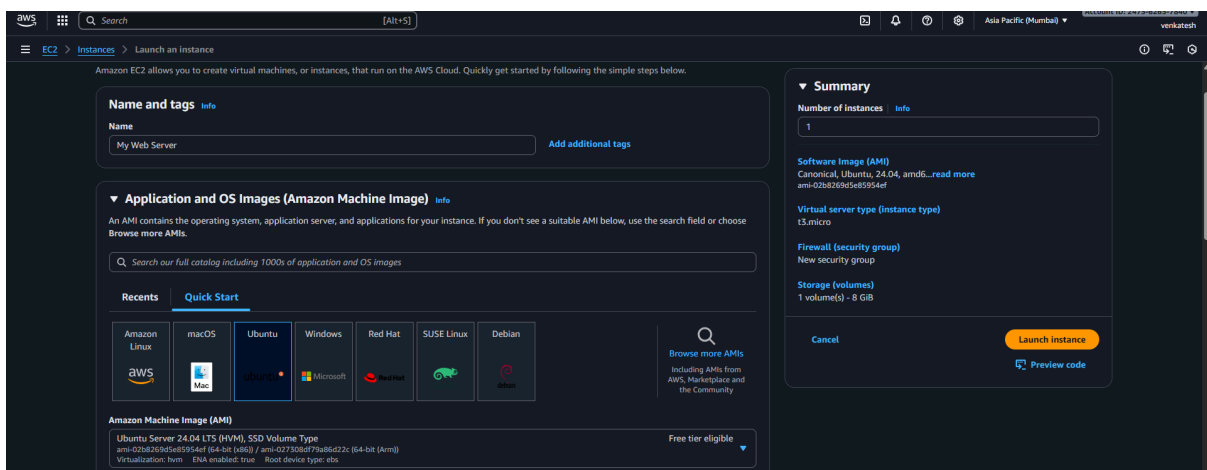 aws
Search
[Alt+S]
Asia Pacific (Mumbai)
venkatesh
EC2 > Instances > Launch an instance
Amazon EC2 allows you to create virtual machines, or instances, that run on the AWS Cloud. Quickly get started by following the simple steps below.
Name and tags Info
Name
My Web Server
Add additional tags
Application and OS Images (Amazon Machine Image) Info
An AMI contains the operating system, application server, and applications for your instance. If you don't see a suitable AMI below, use the search field or choose
Browse more AMIs.
Search our full catalog including 1000s of application and OS images
Recents
Quick Start
Amazon
Linux
aws
macOS
Mac
Ubuntu
ubuntu
Windows
Microsoft
Red Hat
Red Hat
SUSE Linux
Debian
debian
Browse more AMIs
Including AMIs from
AWS, Marketplace and
the Community
Amazon Machine Image (AMI)
Ubuntu Server 24.04 LTS (HVM), SSD Volume Type
Free tier eligible
ami-02b8269d5e85954ef (64-bit (x86)) / ami-027308df79a86d22c (64-bit (Arm))
Virtualization: hvm ENA enabled: true Root device type: ebs
Summary
Number of instances Info
1
Software Image (AMI)
Canonical, Ubuntu, 24.04, amd6...read more
ami-02b8269d5e85954ef
Virtual server type (instance type)
t3.micro
Firewall (security group)
New security group
Storage (volumes)
1 volume(s) - 8 GiB
Cancel
Launch instance
Preview code